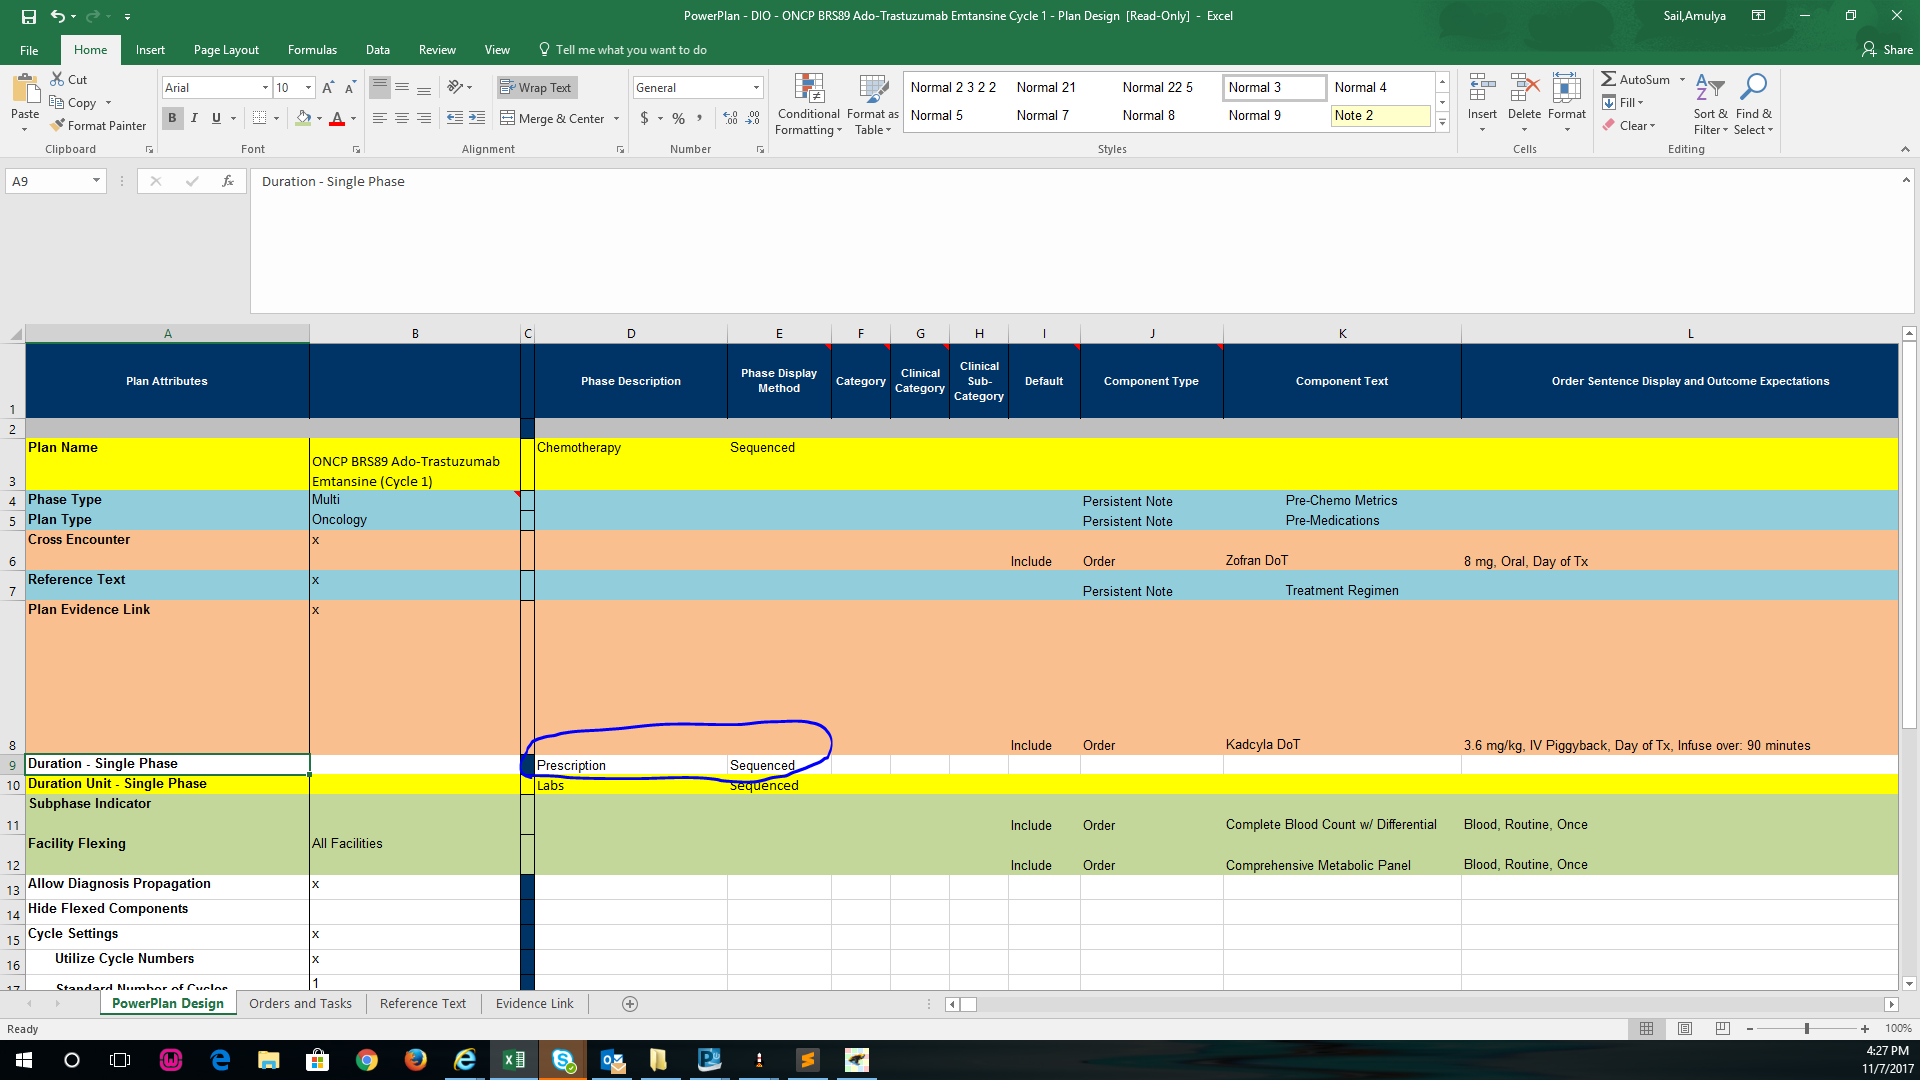 PowerPlan - DIO - ONCP BRS89 Ado-Trastuzumab Emtansine Cycle 1 - Plan Design [Read-Only] - Excel
Sail,Amulya
File Home Insert Page Layout Formulas Data Review View Tell me what you want to do Share
Paste
Cut
Copy
Format Painter
Clipboard
Arial 10
B I U A
Font
Wrap Text
Merge & Center
Alignment
General
$ % ,
Number
Conditional Formatting
Format as Table
Normal 2 3 2 2 Normal 21 Normal 22 5 Normal 3 Normal 4
Normal 5 Normal 7 Normal 8 Normal 9 Note 2
Styles
Insert Delete Format
Cells
AutoSum
Fill
Clear
Sort & Filter
Find & Select
Editing
A9 fx Duration - Single Phase
A B C D E F G H I J K L
1 Plan Attributes Phase Description Phase Display Method Category Clinical Category Clinical Sub-Category Default Component Type Component Text Order Sentence Display and Outcome Expectations
2
3 Plan Name ONCP BRS89 Ado-Trastuzumab Emtansine (Cycle 1) Chemotherapy Sequenced
4 Phase Type Multi Persistent Note Pre-Chemo Metrics
5 Plan Type Oncology Persistent Note Pre-Medications
6 Cross Encounter x Include Order Zofran DoT 8 mg, Oral, Day of Tx
7 Reference Text x Persistent Note Treatment Regimen
8 Plan Evidence Link x Include Order Kadcyla DoT 3.6 mg/kg, IV Piggyback, Day of Tx, Infuse over: 90 minutes
9 Duration - Single Phase Prescription Sequenced
10 Duration Unit - Single Phase Labs Sequenced
11 Subphase Indicator Include Order Complete Blood Count w/ Differential Blood, Routine, Once
12 Facility Flexing All Facilities Include Order Comprehensive Metabolic Panel Blood, Routine, Once
13 Allow Diagnosis Propagation x
14 Hide Flexed Components
15 Cycle Settings x
16 Utilize Cycle Numbers x
17 Standard Number of Cycles 1
PowerPlan Design Orders and Tasks Reference Text Evidence Link
Ready 100%
4:27 PM
11/7/2017